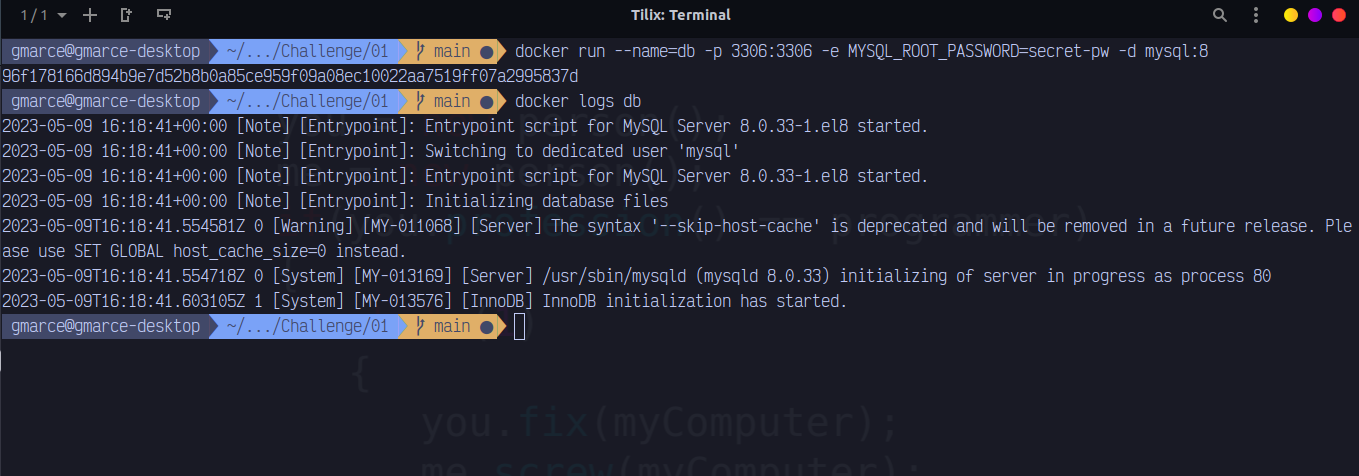 1 / 1
Tilix: Terminal
gmarce@gmarce-desktop ~/.../Challenge/01 main ● docker run --name=db -p 3306:3306 -e MYSQL_ROOT_PASSWORD=secret-pw -d mysql:8
96f178166d894b9e7d52b8b0a85ce959f09a08ec10022aa7519ff07a2995837d
gmarce@gmarce-desktop ~/.../Challenge/01 main ● docker logs db
2023-05-09 16:18:41+00:00 [Note] [Entrypoint]: Entrypoint script for MySQL Server 8.0.33-1.el8 started.
2023-05-09 16:18:41+00:00 [Note] [Entrypoint]: Switching to dedicated user 'mysql'
2023-05-09 16:18:41+00:00 [Note] [Entrypoint]: Entrypoint script for MySQL Server 8.0.33-1.el8 started.
2023-05-09 16:18:41+00:00 [Note] [Entrypoint]: Initializing database files
2023-05-09T16:18:41.554581Z 0 [Warning] [MY-011068] [Server] The syntax '--skip-host-cache' is deprecated and will be removed in a future release. Ple
ase use SET GLOBAL host_cache_size=0 instead.
2023-05-09T16:18:41.554718Z 0 [System] [MY-013169] [Server] /usr/sbin/mysqld (mysqld 8.0.33) initializing of server in progress as process 80
2023-05-09T16:18:41.603105Z 1 [System] [MY-013576] [InnoDB] InnoDB initialization has started.
gmarce@gmarce-desktop ~/.../Challenge/01 main ●
{
you.fix(myComputer);
me.screw(myComputer);